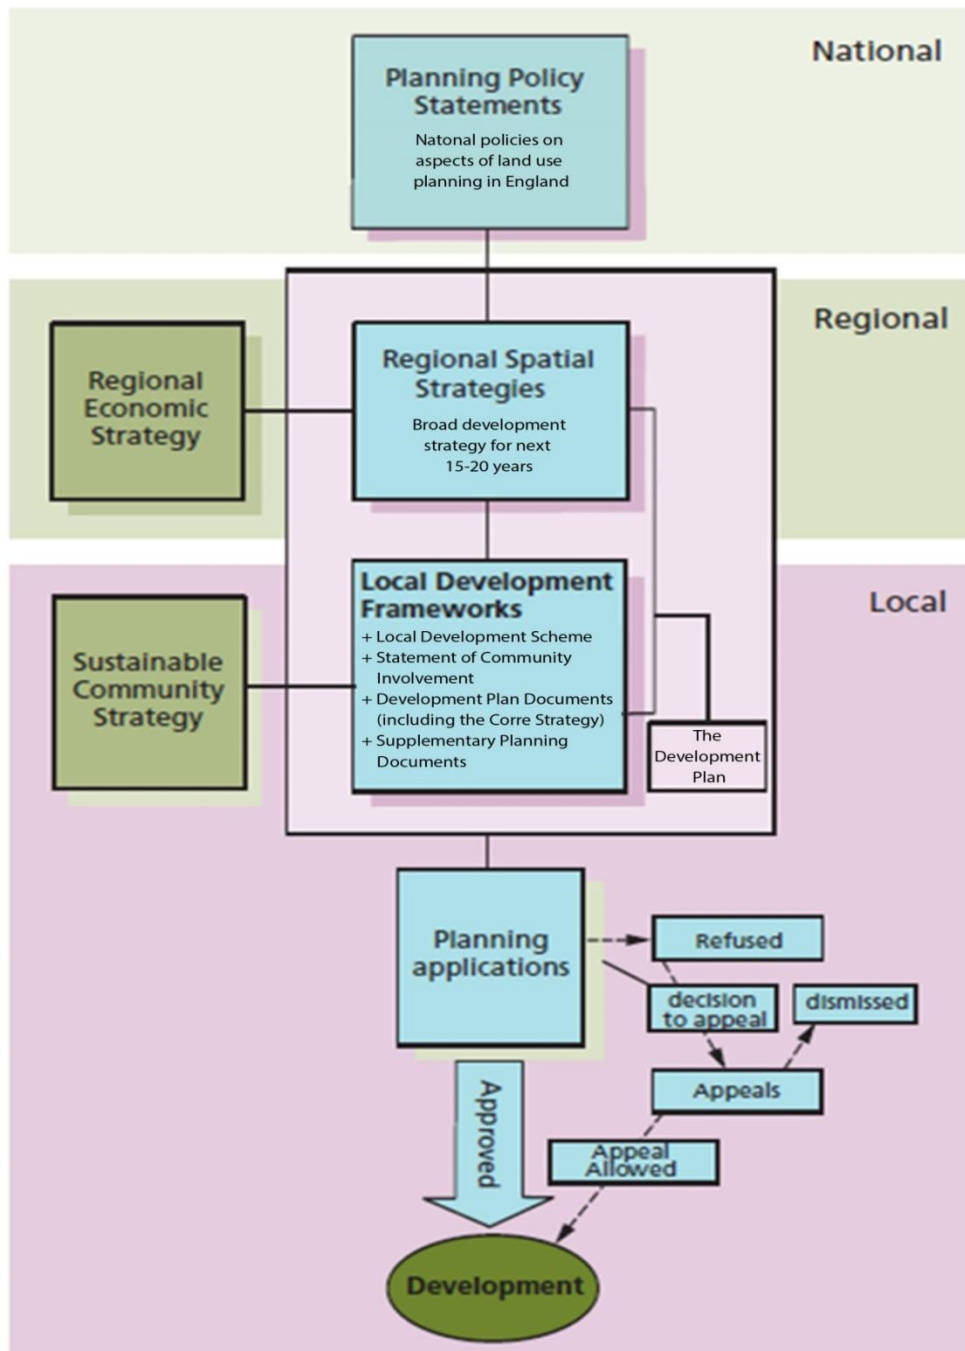 National
Planning Policy
Statements
Natonal policies on
aspects of land use
planning in England
Regional
Regional
Economic
Strategy
Regional Spatial
Strategies
Broad development
strategy for next
15-20 years
Local
Sustainable
Community
Strategy
Local Development
Frameworks
+ Local Development Scheme
+ Statement of Community
Involvement
+ Development Plan Documents
(including the Corre Strategy)
+ Supplementary Planning
Documents
The
Development
Plan
Planning
applications
Refused
decision
to appeal
dismissed
Appeals
Appeal
Allowed
Approved
Development